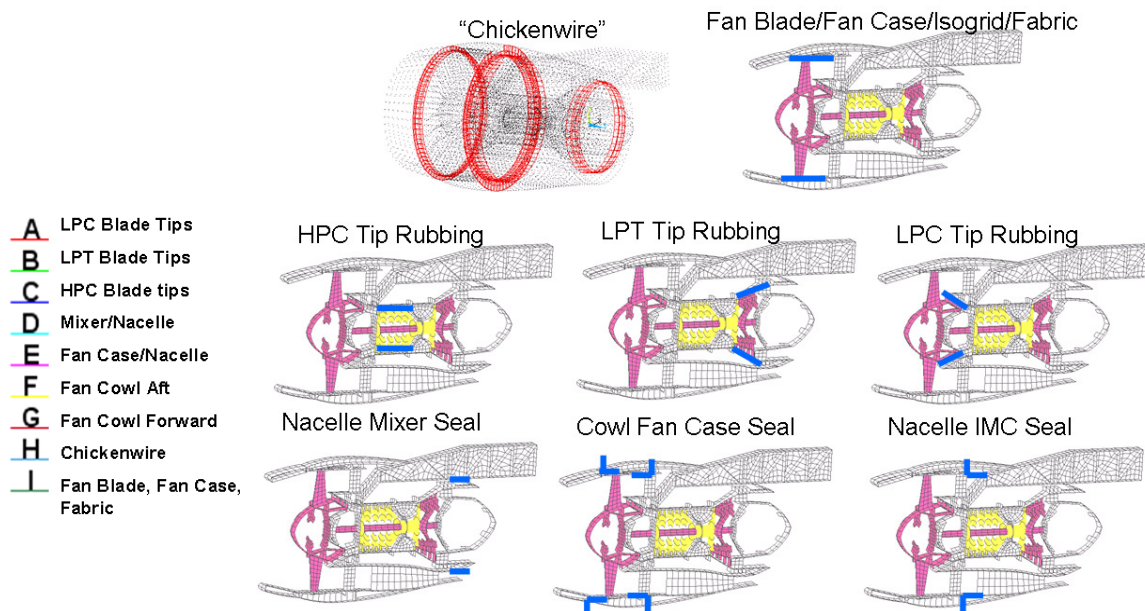 “Chickenwire”
Fan Blade/Fan Case/Isogrid/Fabric
A LPC Blade Tips
B LPT Blade Tips
C HPC Blade tips
D Mixer/Nacelle
E Fan Case/Nacelle
F Fan Cowl Aft
G Fan Cowl Forward
H Chickenwire
I Fan Blade, Fan Case,
Fabric
HPC Tip Rubbing
LPT Tip Rubbing
LPC Tip Rubbing
Nacelle Mixer Seal
Cowl Fan Case Seal
Nacelle IMC Seal